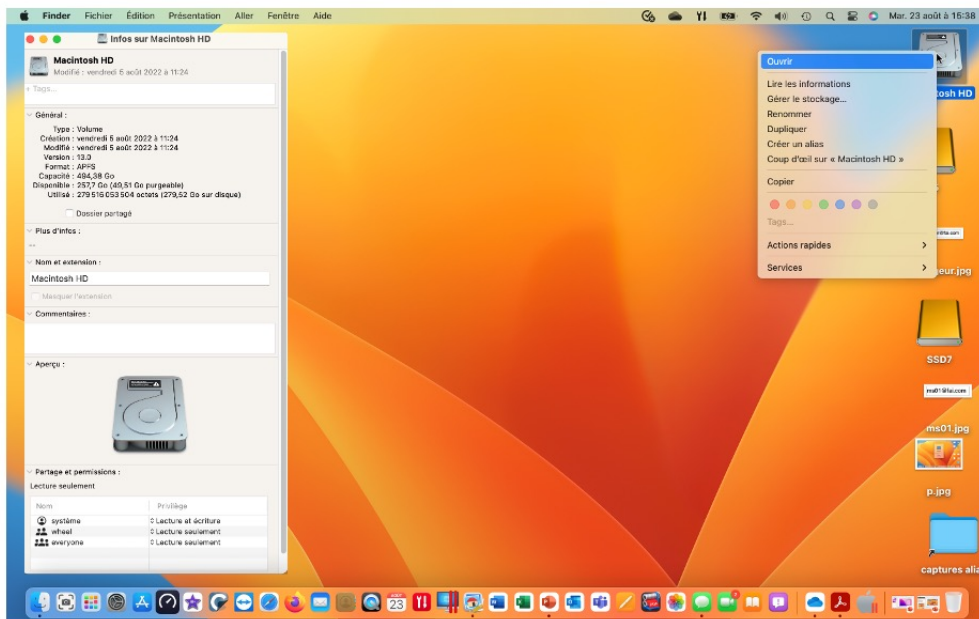 Finder Fichier Édition Présentation Aller Fenêtre Aide
Mar. 23 août à 15:38
Infos sur Macintosh HD
Macintosh HD
Modifié : vendredi 5 août 2022 à 11:24
+ Tags...
Général :
Type : Volume
Création : vendredi 5 août 2022 à 11:24
Modifié : vendredi 5 août 2022 à 11:24
Version : 13.0
Format : APFS
Capacité : 494,38 Go
Disponible : 257,7 Go (49,51 Go purgeable)
Utilisé : 279 516 053 504 octets (279,52 Go sur disque)
Dossier partagé
Plus d'infos :
--
Nom et extension :
Macintosh HD
Masquer l'extension
Commentaires :
Aperçu :
Partage et permissions :
Lecture seulement
Nom Privilège
système Lecture et écriture
wheel Lecture seulement
everyone Lecture seulement
Ouvrir
Lire les informations
Gérer le stockage...
Renommer
Dupliquer
Créer un alias
Coup d'œil sur « Macintosh HD »
Copier
Tags...
Actions rapides
Services
tosh HD
eur.jpg
SSD7
ms01@fai.com
ms01.jpg
p.jpg
captures alia
AOÛT
23